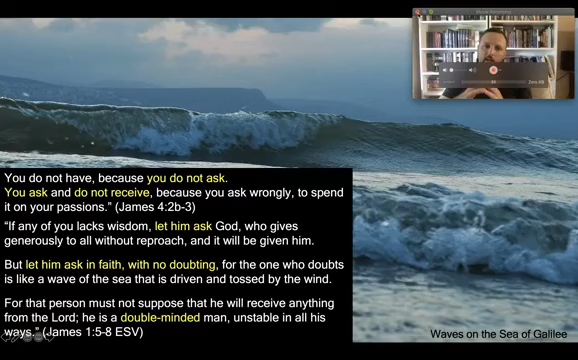 You do not have, because you do not ask.
You ask and do not receive, because you ask wrongly, to spend
it on your passions.” (James 4:2b-3)
“If any of you lacks wisdom, let him ask God, who gives
generously to all without reproach, and it will be given him.
But let him ask in faith, with no doubting, for the one who doubts
is like a wave of the sea that is driven and tossed by the wind.
For that person must not suppose that he will receive anything
from the Lord; he is a double-minded man, unstable in all his
ways.” (James 1:5-8 ESV)
Waves on the Sea of Galilee